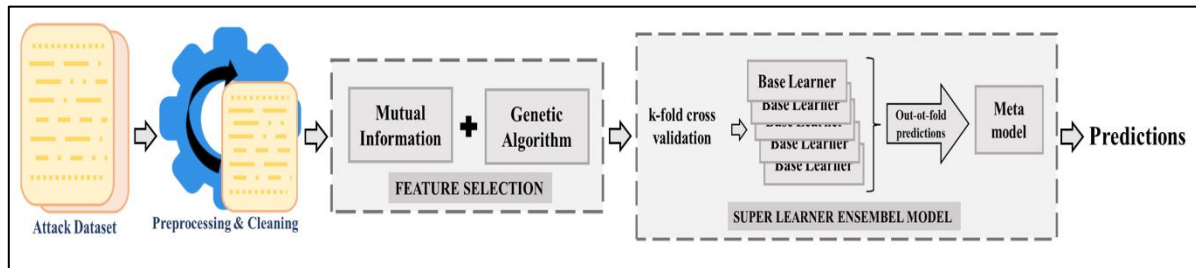 Attack Dataset
Preprocessing & Cleaning
Mutual
Information
Genetic
Algorithm
FEATURE SELECTION
k-fold cross
validation
Base Learner
Base Learner
Base Learner
Base Learner
Base Learner
Out-ot-fold
predictions
Meta
model
SUPER LEARNER ENSEMBEL MODEL
Predictions